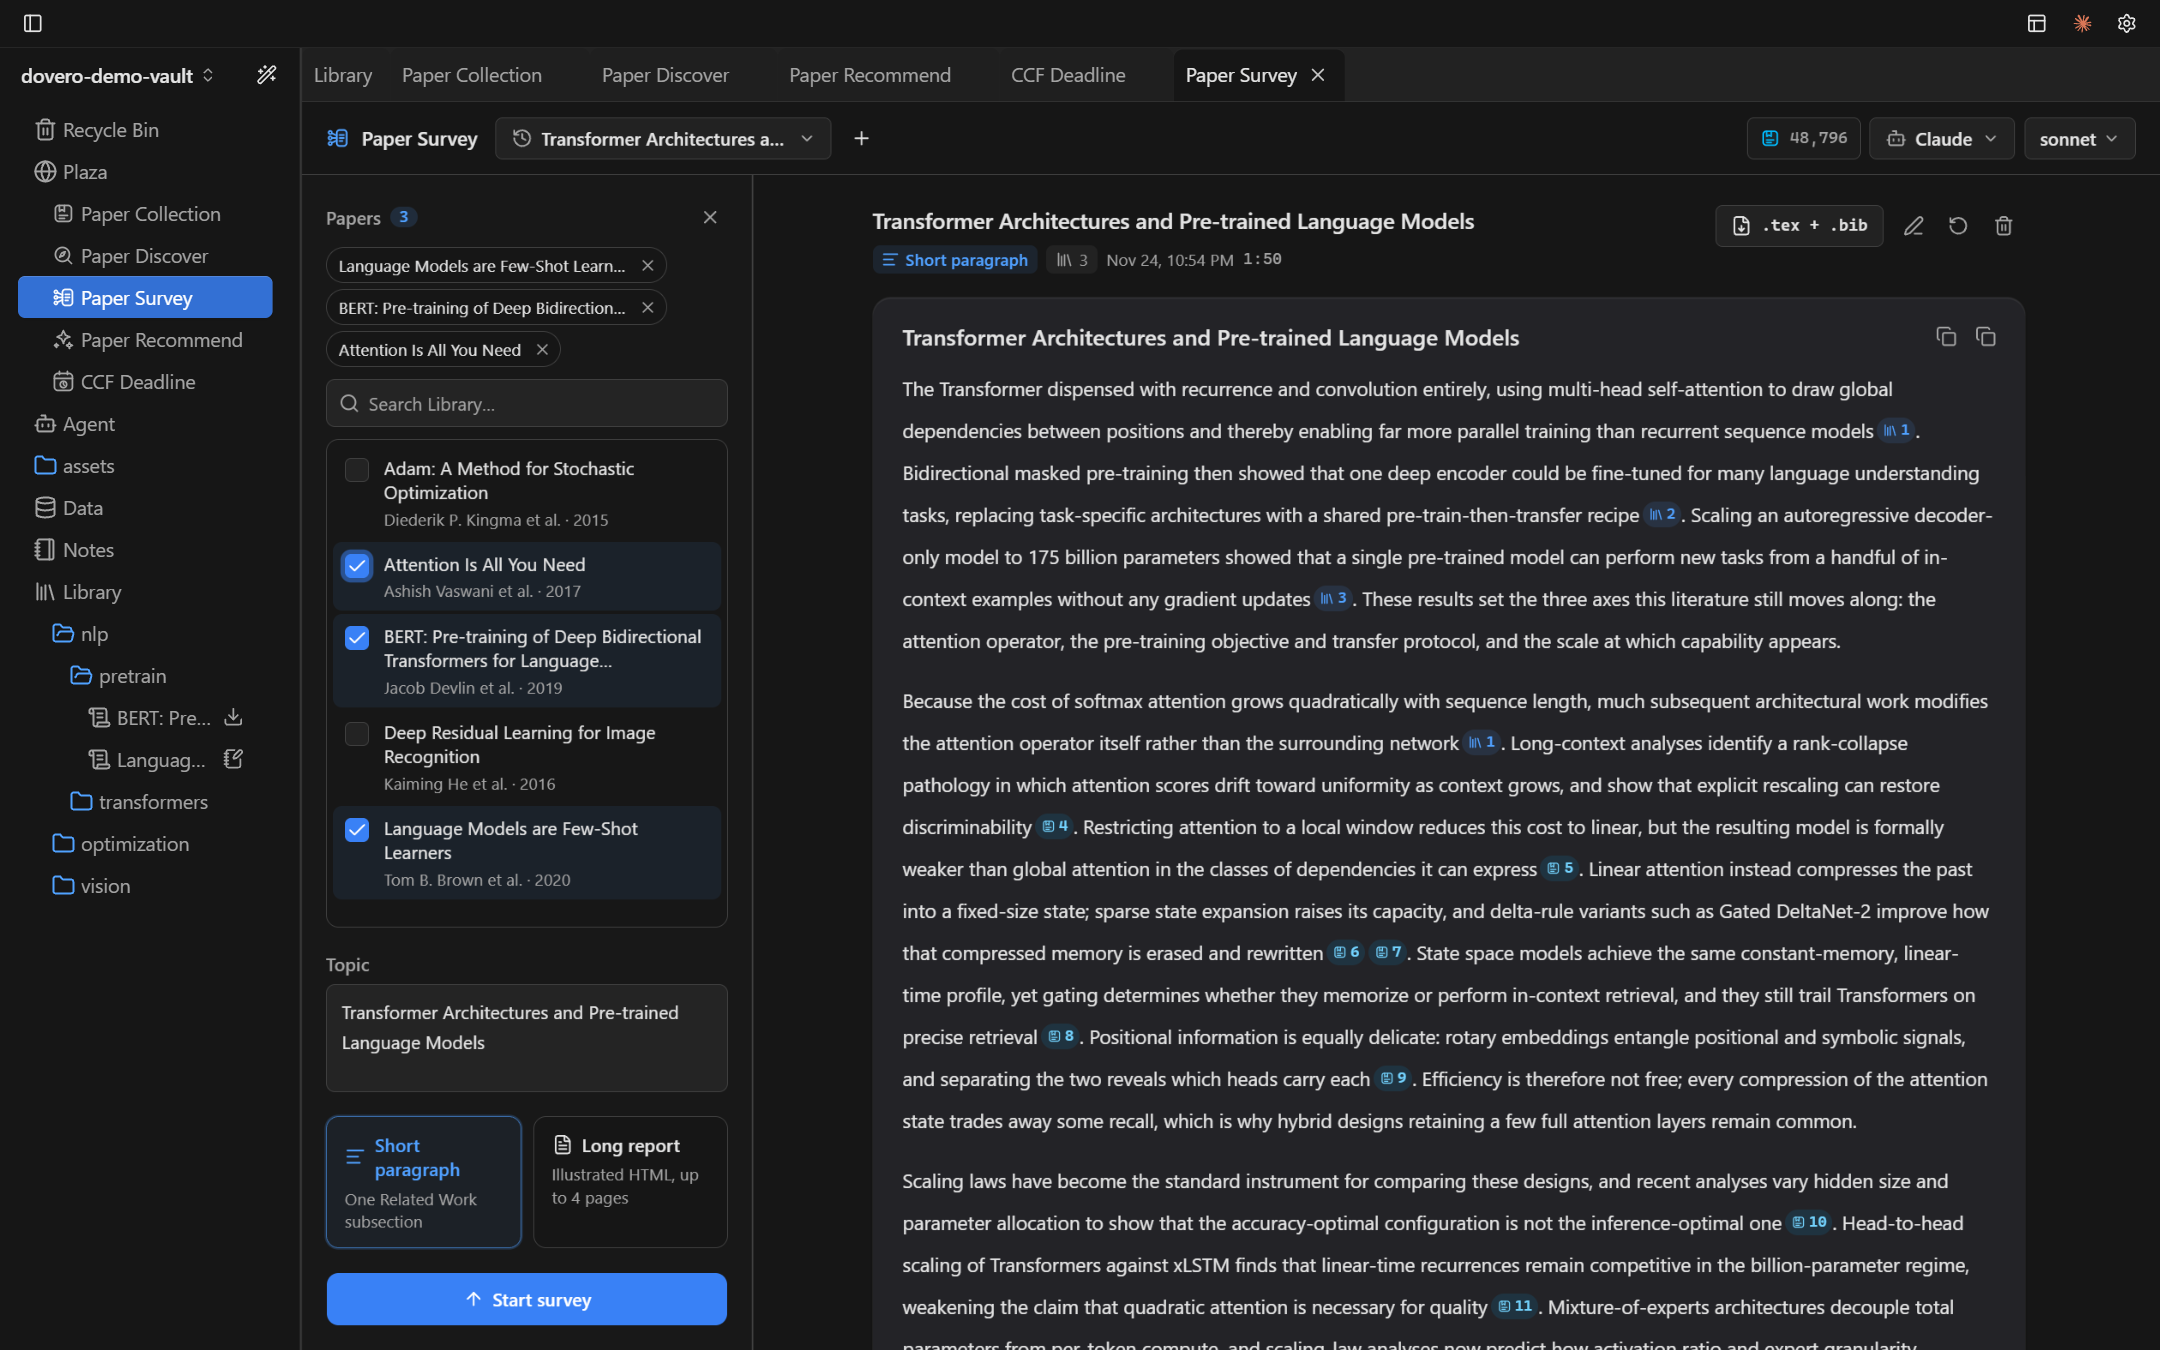 dovero-demo-vault
Recycle Bin
Plaza
Paper Collection
Paper Discover
Paper Survey
Paper Recommend
CCF Deadline
Agent
assets
Data
Notes
Library
nlp
pretrain
BERT: Pre...
Languag...
transformers
optimization
vision
Library
Paper Collection
Paper Discover
Paper Recommend
CCF Deadline
Paper Survey
Paper Survey
Transformer Architectures a...
48,796
Claude
sonnet
Papers 3
Language Models are Few-Shot Learn...
BERT: Pre-training of Deep Bidirection...
Attention Is All You Need
Search Library...
Adam: A Method for Stochastic
Optimization
Diederik P. Kingma et al. · 2015
Attention Is All You Need
Ashish Vaswani et al. · 2017
BERT: Pre-training of Deep Bidirectional
Transformers for Language...
Jacob Devlin et al. · 2019
Deep Residual Learning for Image
Recognition
Kaiming He et al. · 2016
Language Models are Few-Shot
Learners
Tom B. Brown et al. · 2020
Topic
Transformer Architectures and Pre-trained
Language Models
Short
paragraph
One Related Work
subsection
Long report
Illustrated HTML, up
to 4 pages
Start survey
Transformer Architectures and Pre-trained Language Models
.tex + .bib
Short paragraph 3 Nov 24, 10:54 PM 1:50
Transformer Architectures and Pre-trained Language Models
The Transformer dispensed with recurrence and convolution entirely, using multi-head self-attention to draw global
dependencies between positions and thereby enabling far more parallel training than recurrent sequence models 1.
Bidirectional masked pre-training then showed that one deep encoder could be fine-tuned for many language understanding
tasks, replacing task-specific architectures with a shared pre-train-then-transfer recipe 2. Scaling an autoregressive decoder-
only model to 175 billion parameters showed that a single pre-trained model can perform new tasks from a handful of in-
context examples without any gradient updates 3. These results set the three axes this literature still moves along: the
attention operator, the pre-training objective and transfer protocol, and the scale at which capability appears.
Because the cost of softmax attention grows quadratically with sequence length, much subsequent architectural work modifies
the attention operator itself rather than the surrounding network 1. Long-context analyses identify a rank-collapse
pathology in which attention scores drift toward uniformity as context grows, and show that explicit rescaling can restore
discriminability 4. Restricting attention to a local window reduces this cost to linear, but the resulting model is formally
weaker than global attention in the classes of dependencies it can express 5. Linear attention instead compresses the past
into a fixed-size state; sparse state expansion raises its capacity, and delta-rule variants such as Gated DeltaNet-2 improve how
that compressed memory is erased and rewritten 6 7. State space models achieve the same constant-memory, linear-
time profile, yet gating determines whether they memorize or perform in-context retrieval, and they still trail Transformers on
precise retrieval 8. Positional information is equally delicate: rotary embeddings entangle positional and symbolic signals,
and separating the two reveals which heads carry each 9. Efficiency is therefore not free; every compression of the attention
state trades away some recall, which is why hybrid designs retaining a few full attention layers remain common.
Scaling laws have become the standard instrument for comparing these designs, and recent analyses vary hidden size and
parameter allocation to show that the accuracy-optimal configuration is not the inference-optimal one 10. Head-to-head
scaling of Transformers against xLSTM finds that linear-time recurrences remain competitive in the billion-parameter regime,
weakening the claim that quadratic attention is necessary for quality 11. Mixture-of-experts architectures decouple total
parameters from per-token compute, and scaling-law analyses now predict how activation ratio and expert granularity